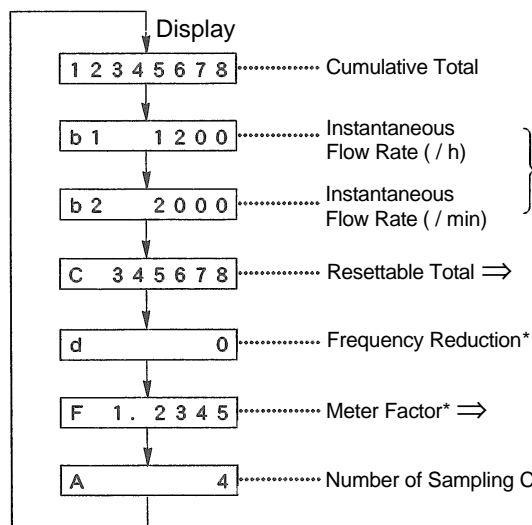 Display
12345678 Cumulative Total
b1 1200 Instantaneous
Flow Rate ( / h)
b2 2000 Instantaneous
Flow Rate ( / min)
C 345678 Resettable Total ⇒
d 0 Frequency Reduction*
F 1.2345 Meter Factor* ⇒
A 4 Number of Sampling C